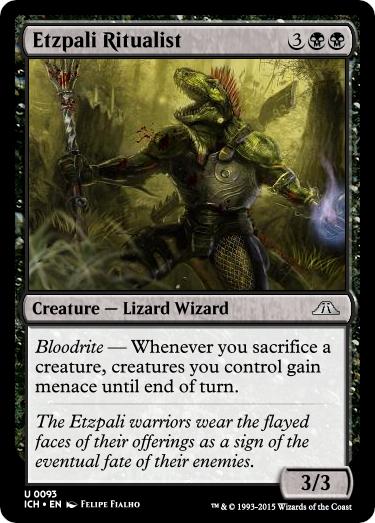 Etzpali Ritualist 3
Creature — Lizard Wizard
Bloodrite — Whenever you sacrifice a
creature, creatures you control gain
menace until end of turn.
The Etzpali warriors wear the flayed
faces of their offerings as a sign of the
eventual fate of their enemies.
3/3
U 0093
ICH • EN Felipe Fialho
™ & © 1993-2015 Wizards of the Coast